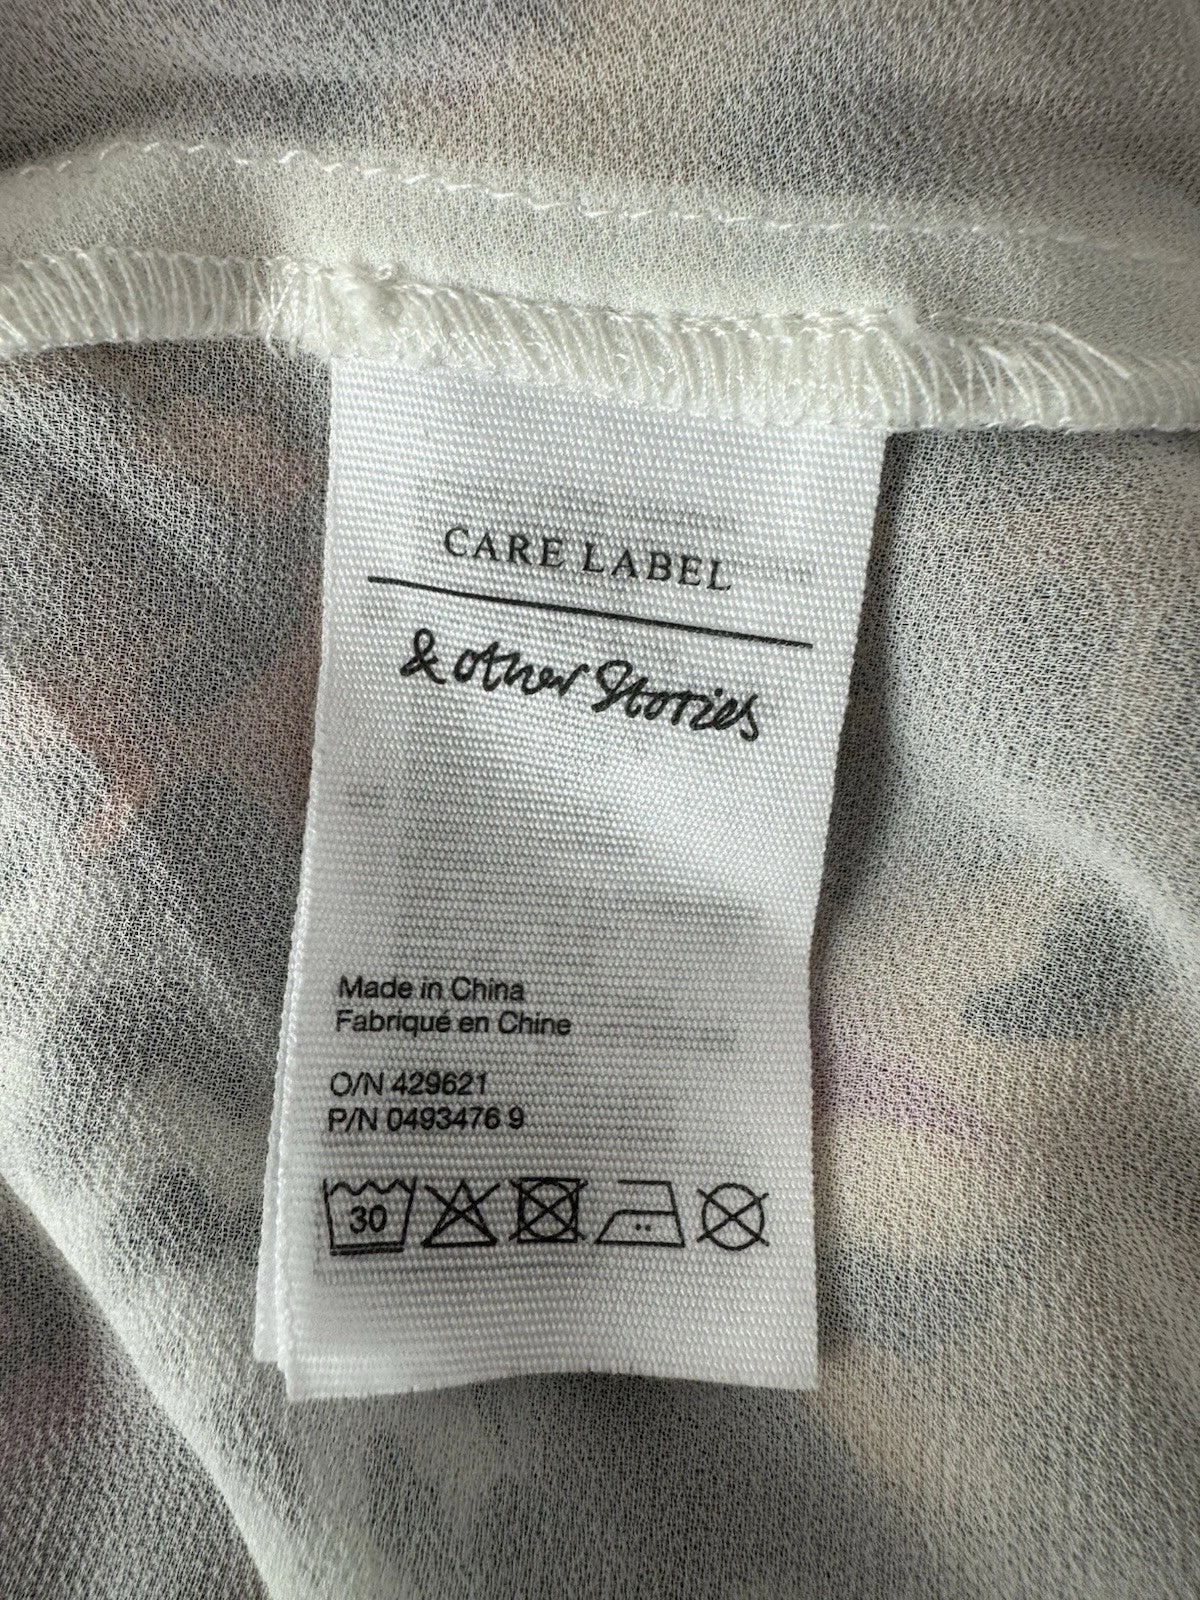 CARE LABEL
& other Stories
Made in China
Fabriqué en Chine
O/N 429621
P/N 0493476 9
30